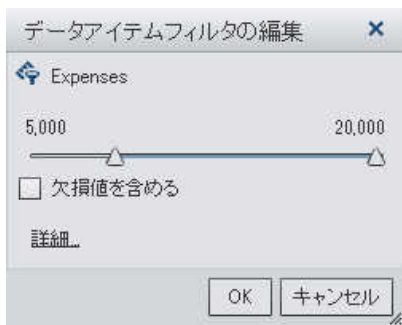 データアイテムフィルタの編集
Expenses
5,000 20,000
欠損値を含める
詳細...
OK キャンセル